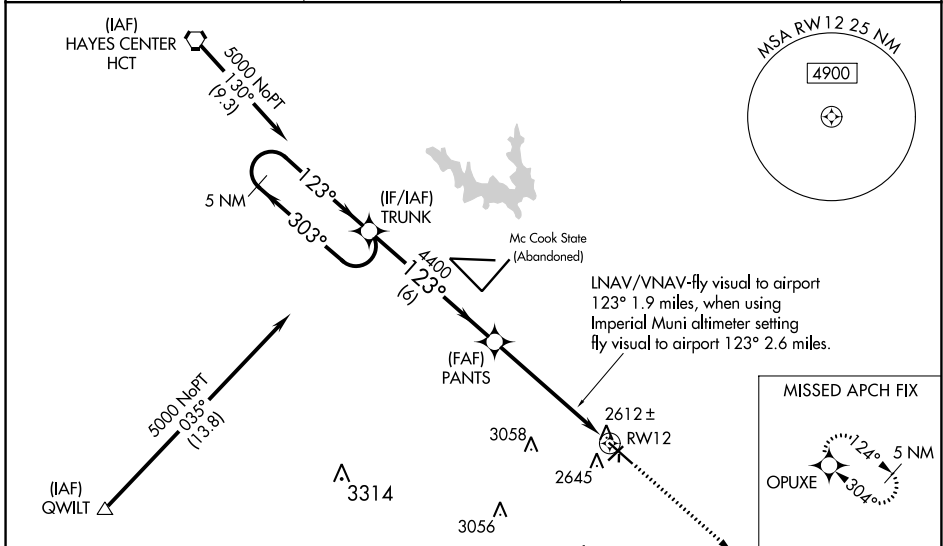 (IAF)
HAYES CENTER
HCT
5000 NoPT
130°
(9.3)
MSA RW12 25 NM
4900
5 NM
123°
303°
(IF/IAF)
TRUNK
4400
123°
(6)
Mc Cook State
(Abandoned)
LNAV/VNAV-fly visual to airport
123° 1.9 miles, when using
Imperial Muni altimeter setting
fly visual to airport 123° 2.6 miles.
(FAF)
PANTS
5000 NoPT
035°
(13.8)
(IAF)
QWILT
3314
3058
3056
2612 ±
RW12
2645
MISSED APCH FIX
OPUXE
124°
304°
5 NM